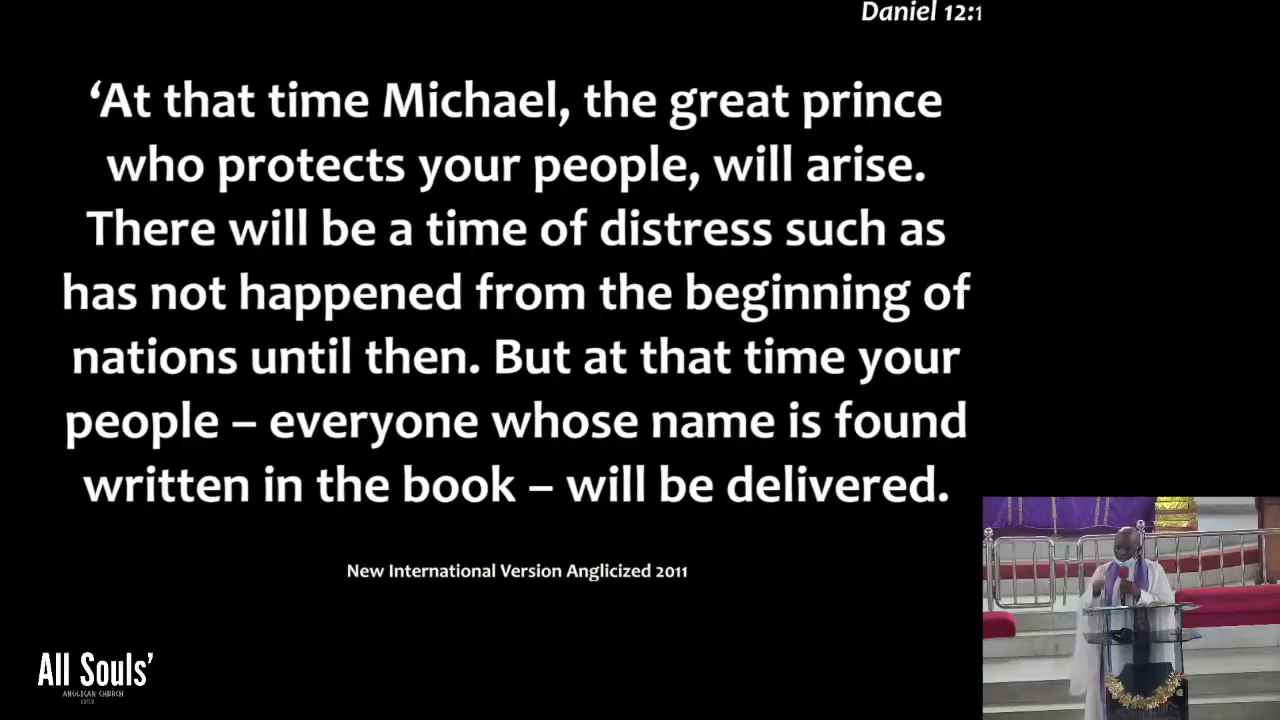 Daniel 12:1
‘At that time Michael, the great prince
who protects your people, will arise.
There will be a time of distress such as
has not happened from the beginning of
nations until then. But at that time your
people – everyone whose name is found
written in the book – will be delivered.
New International Version Anglicized 2011
All Souls’
ANGLICAN CHURCH